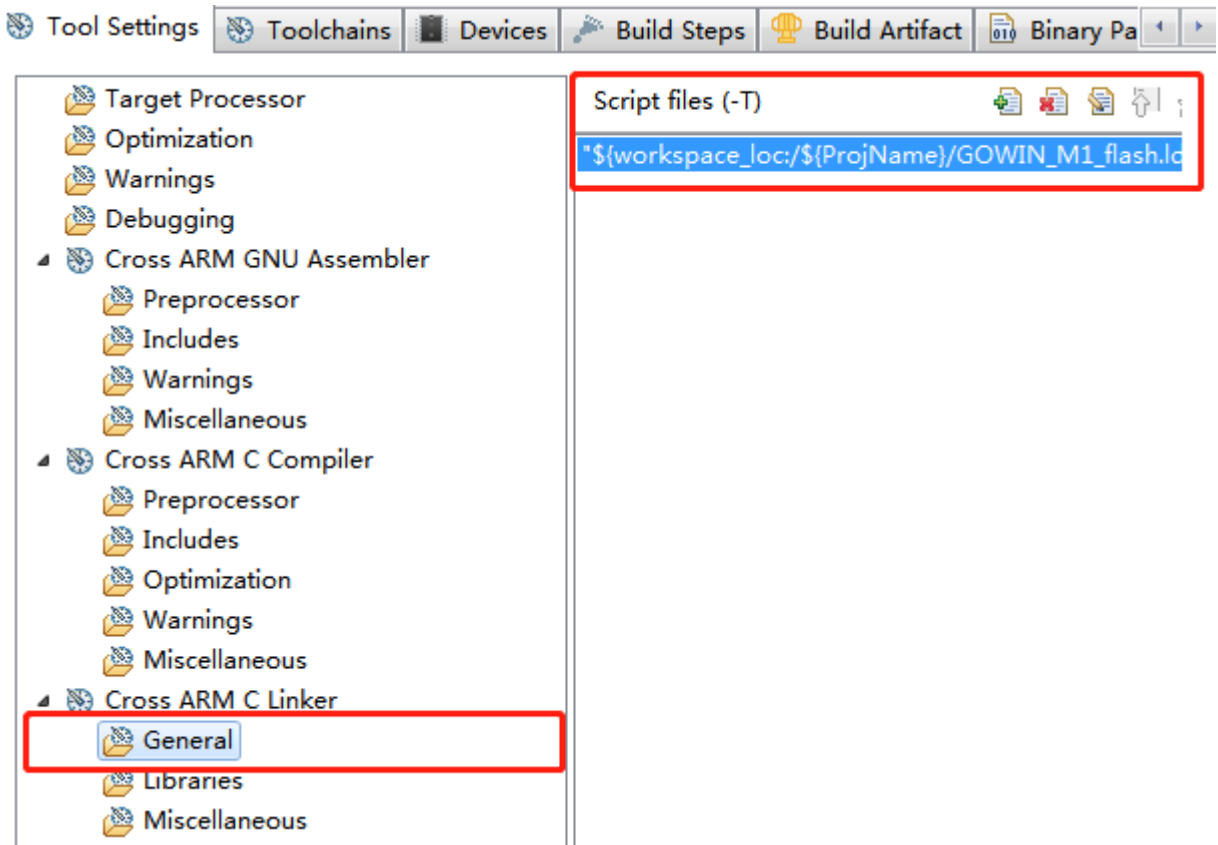 Tool Settings Toolchains Devices Build Steps Build Artifact Binary Pa
Target Processor
Optimization
Warnings
Debugging
Cross ARM GNU Assembler
Preprocessor
Includes
Warnings
Miscellaneous
Cross ARM C Compiler
Preprocessor
Includes
Optimization
Warnings
Miscellaneous
Cross ARM C Linker
General
Libraries
Miscellaneous
Script files (-T)
"${workspace_loc:/${ProjName}/GOWIN_M1_flash.ld